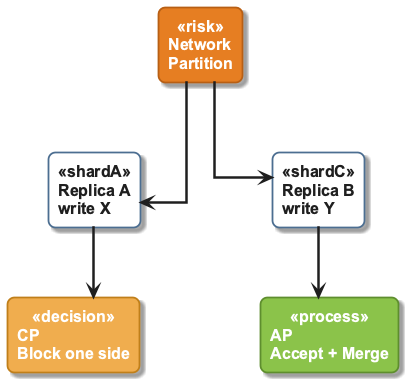 «risk»
Network
Partition
«shardA»
Replica A
write X
«shardC»
Replica B
write Y
«decision»
CP
Block one side
«process»
AP
Accept + Merge